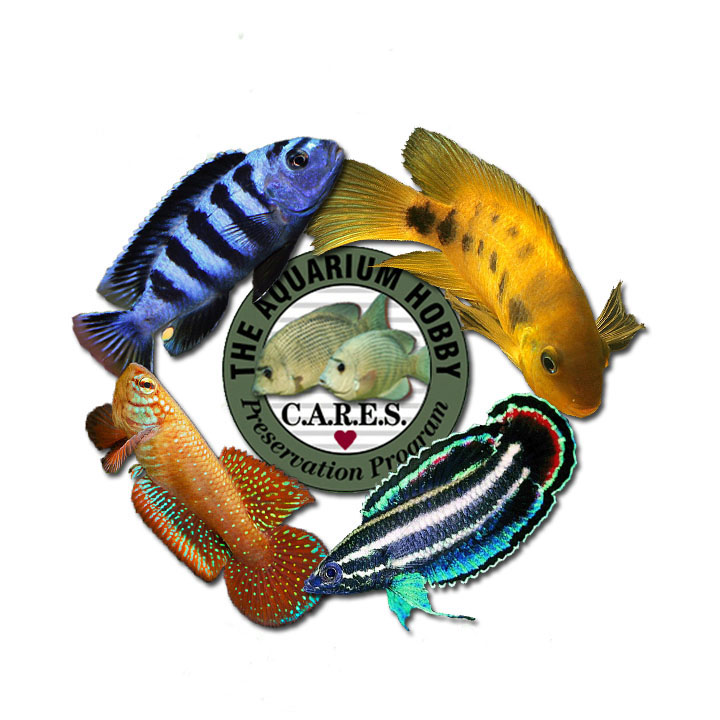 THE AQUARIUM HOBBY
C.A.R.E.S.
Preservation Program